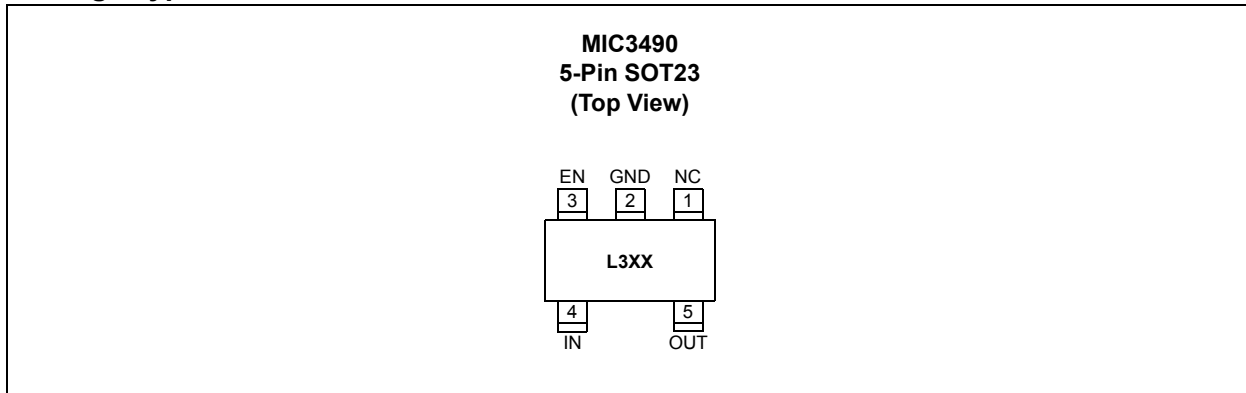 MIC3490
5-Pin SOT23
(Top View)
EN GND NC
3 2 1
L3XX
4 5
IN OUT